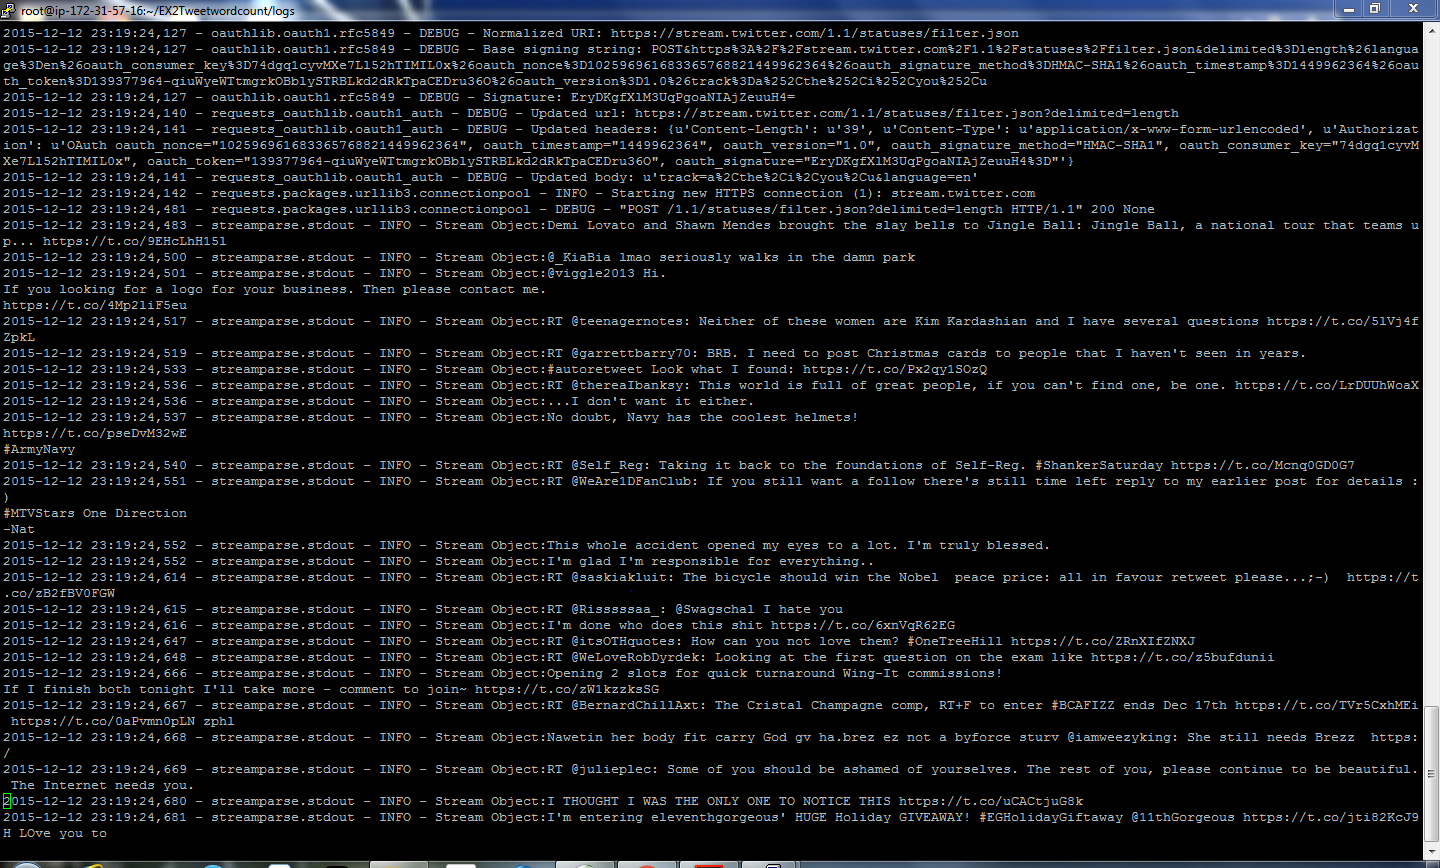 root@ip-172-31-57-16:~/EX2Tweetwordcount/logs
2015-12-12 23:19:24,127 - oauthlib.oauth1.rfc5849 - DEBUG - Normalized URI: https://stream.twitter.com/1.1/statuses/filter.json
2015-12-12 23:19:24,127 - oauthlib.oauth1.rfc5849 - DEBUG - Base signing string: POST&https%3A%2F%2Fstream.twitter.com%2F1.1%2Fstatuses%2Ffilter.json&delimited%3Dlength%26langua
ge%3Den%26oauth_consumer_key%3D74dgq1cyvMXe7Ll52hTIMIL0x%26oauth_nonce%3D102596961683365768821449962364%26oauth_signature_method%3DHMAC-SHA1%26oauth_timestamp%3D1449962364%26oa
uth_token%3D139377964-qiuWyeWTtmgrkOBblySTRBLkd2dRkTpaCEDru36O%26oauth_version%3D1.0%26track%3Da%252Cthe%252Ci%252Cyou%252Cu
2015-12-12 23:19:24,127 - oauthlib.oauth1.rfc5849 - DEBUG - Signature: EryDKgfXlM3UqPgoaNIAjZeuuH4=
2015-12-12 23:19:24,140 - requests_oauthlib.oauth1_auth - DEBUG - Updated url: https://stream.twitter.com/1.1/statuses/filter.json?delimited=length
2015-12-12 23:19:24,141 - requests_oauthlib.oauth1_auth - DEBUG - Updated headers: {u'Content-Length': u'39', u'Content-Type': u'application/x-www-form-urlencoded', u'Authorizat
ion': u'OAuth oauth_nonce="102596961683365768821449962364", oauth_timestamp="1449962364", oauth_version="1.0", oauth_signature_method="HMAC-SHA1", oauth_consumer_key="74dgq1cyvM
Xe7Ll52hTIMIL0x", oauth_token="139377964-qiuWyeWTtmgrkOBblySTRBLkd2dRkTpaCEDru36O", oauth_signature="EryDKgfXlM3UqPgoaNIAjZeuuH4%3D"'}
2015-12-12 23:19:24,141 - requests_oauthlib.oauth1_auth - DEBUG - Updated body: u'track=a%2Cthe%2Ci%2Cyou%2Cu&language=en'
2015-12-12 23:19:24,142 - requests.packages.urllib3.connectionpool - INFO - Starting new HTTPS connection (1): stream.twitter.com
2015-12-12 23:19:24,481 - requests.packages.urllib3.connectionpool - DEBUG - "POST /1.1/statuses/filter.json?delimited=length HTTP/1.1" 200 None
2015-12-12 23:19:24,483 - streamparse.stdout - INFO - Stream Object:Demi Lovato and Shawn Mendes brought the slay bells to Jingle Ball: Jingle Ball, a national tour that teams u
p... https://t.co/9EHcLhH15l
2015-12-12 23:19:24,500 - streamparse.stdout - INFO - Stream Object:@_KiaBia lmao seriously walks in the damn park
2015-12-12 23:19:24,501 - streamparse.stdout - INFO - Stream Object:@viggle2013 Hi.
If you looking for a logo for your business. Then please contact me.
https://t.co/4Mp2liF5eu
2015-12-12 23:19:24,517 - streamparse.stdout - INFO - Stream Object:RT @teenagernotes: Neither of these women are Kim Kardashian and I have several questions https://t.co/5lVj4f
ZpkL
2015-12-12 23:19:24,519 - streamparse.stdout - INFO - Stream Object:RT @garrettbarry70: BRB. I need to post Christmas cards to people that I haven't seen in years.
2015-12-12 23:19:24,533 - streamparse.stdout - INFO - Stream Object:#autoretweet Look what I found: https://t.co/Px2qy1SOzQ
2015-12-12 23:19:24,536 - streamparse.stdout - INFO - Stream Object:RT @thereaIbanksy: This world is full of great people, if you can't find one, be one. https://t.co/LrDUUhWoaX
2015-12-12 23:19:24,536 - streamparse.stdout - INFO - Stream Object:...I don't want it either.
2015-12-12 23:19:24,537 - streamparse.stdout - INFO - Stream Object:No doubt, Navy has the coolest helmets!
https://t.co/pseDvM32wE
#ArmyNavy
2015-12-12 23:19:24,540 - streamparse.stdout - INFO - Stream Object:RT @Self_Reg: Taking it back to the foundations of Self-Reg. #ShankerSaturday https://t.co/Mcnq0GD0G7
2015-12-12 23:19:24,551 - streamparse.stdout - INFO - Stream Object:RT @WeAre1DFanClub: If you still want a follow there's still time left reply to my earlier post for details :
)
#MTVStars One Direction
-Nat
2015-12-12 23:19:24,552 - streamparse.stdout - INFO - Stream Object:This whole accident opened my eyes to a lot. I'm truly blessed.
2015-12-12 23:19:24,552 - streamparse.stdout - INFO - Stream Object:I'm glad I'm responsible for everything..
2015-12-12 23:19:24,614 - streamparse.stdout - INFO - Stream Object:RT @saskiakluit: The bicycle should win the Nobel  peace price: all in favour retweet please...;-)  https://t
.co/zB2fBV0FGW
2015-12-12 23:19:24,615 - streamparse.stdout - INFO - Stream Object:RT @Rissssssaa_: @Swagschal I hate you
2015-12-12 23:19:24,616 - streamparse.stdout - INFO - Stream Object:I'm done who does this shit https://t.co/6xnVqR62EG
2015-12-12 23:19:24,647 - streamparse.stdout - INFO - Stream Object:RT @itsOTHquotes: How can you not love them? #OneTreeHill https://t.co/ZRnXIfZNXJ
2015-12-12 23:19:24,648 - streamparse.stdout - INFO - Stream Object:RT @WeLoveRobDyrdek: Looking at the first question on the exam like https://t.co/z5bufdunii
2015-12-12 23:19:24,666 - streamparse.stdout - INFO - Stream Object:Opening 2 slots for quick turnaround Wing-It commissions!
If I finish both tonight I'll take more - comment to join~ https://t.co/zW1kzzksSG
2015-12-12 23:19:24,667 - streamparse.stdout - INFO - Stream Object:RT @BernardChillAxt: The Cristal Champagne comp, RT+F to enter #BCAFIZZ ends Dec 17th https://t.co/TVr5CxhMEi
 https://t.co/0aPvmn0pLN zphl
2015-12-12 23:19:24,668 - streamparse.stdout - INFO - Stream Object:Nawetin her body fit carry God gv ha.brez ez not a byforce sturv @iamweezyking: She still needs Brezz  https:
/
2015-12-12 23:19:24,669 - streamparse.stdout - INFO - Stream Object:RT @julieplec: Some of you should be ashamed of yourselves. The rest of you, please continue to be beautiful.
 The Internet needs you.
2015-12-12 23:19:24,680 - streamparse.stdout - INFO - Stream Object:I THOUGHT I WAS THE ONLY ONE TO NOTICE THIS https://t.co/uCACtjuG8k
2015-12-12 23:19:24,681 - streamparse.stdout - INFO - Stream Object:I'm entering eleventhgorgeous' HUGE Holiday GIVEAWAY! #EGHolidayGiftaway @11thGorgeous https://t.co/jti82KcJ9
H LOve you to